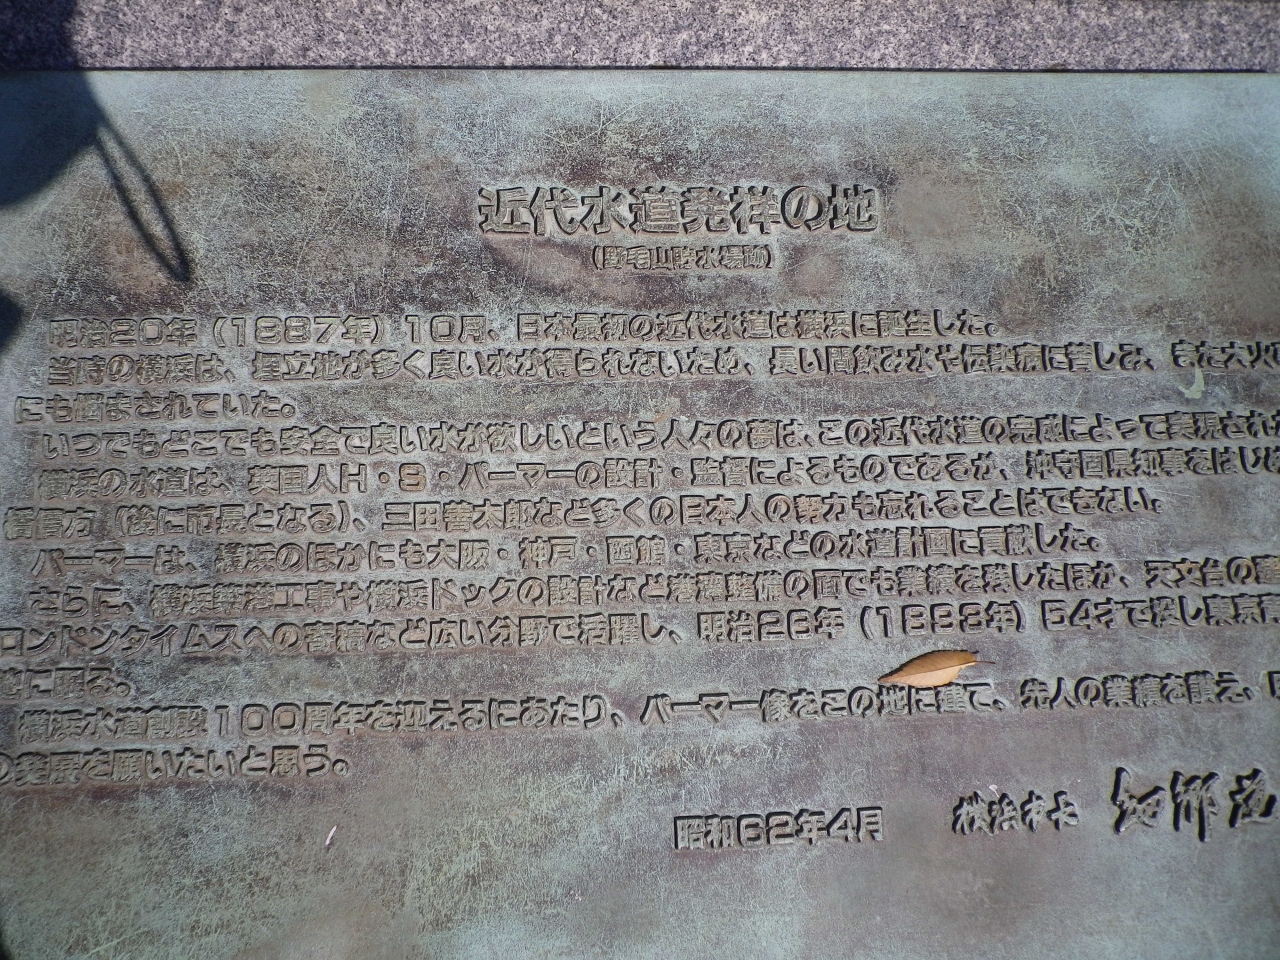 近代水道発祥の地
(野毛山浄水場跡)
明治20年(1887年)10月、日本最初の近代水道は横浜に誕生した。
当時の横浜は、埋立地が多く良い水が得られないため、長い間飲み水や伝染病に苦しみ、また大火
にも悩まされていた。
いつでもどこでも安全で良い水が欲しいという人々の夢は、この近代水道の完成によって実現され
横浜の水道は、英国人H・S・パーマーの設計・監督によるものであるが、沖守固県知事をはじめ
(後に市長となる)、三田善太郎など多くの日本人の努力も忘れることはできない。
パーマーは、横浜のほかにも大阪・神戸・函館・東京などの水道計画に貢献した。
さらに、横浜築港工事や横浜ドックの設計など港湾整備の面でも業績を残したほか、天文台の
ロンドンタイムスへの寄稿など広い分野で活躍し、明治26年(1893年)54才で没し東京
に眠る。
横浜水道創設100周年を迎えるにあたり、パーマー像をこの地に建て、先人の業績を讃え、
の発展を願いたいと思う。
昭和62年4月 横浜市長 細郷道